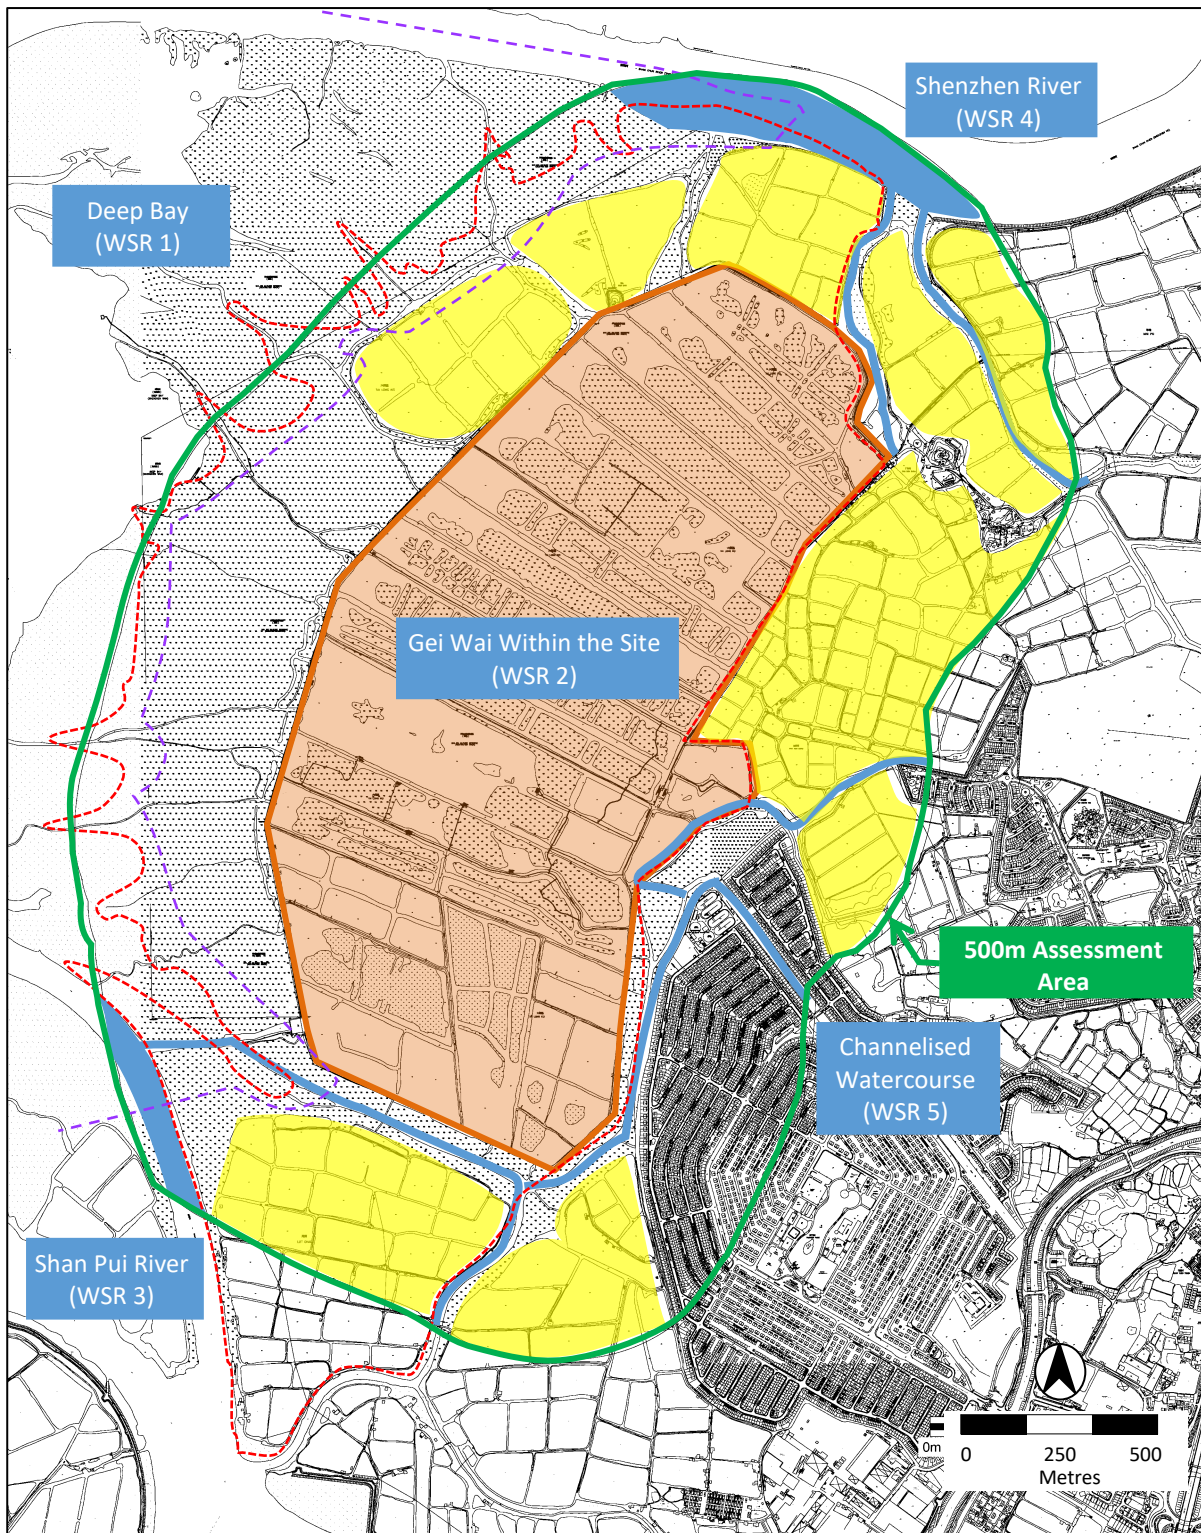 Shenzhen River
(WSR 4)
Deep Bay
(WSR 1)
Gei Wai Within the Site
(WSR 2)
500m Assessment
Area
Channelised
Watercourse
(WSR 5)
Shan Pui River
(WSR 3)
0m
0 250 500
Metres